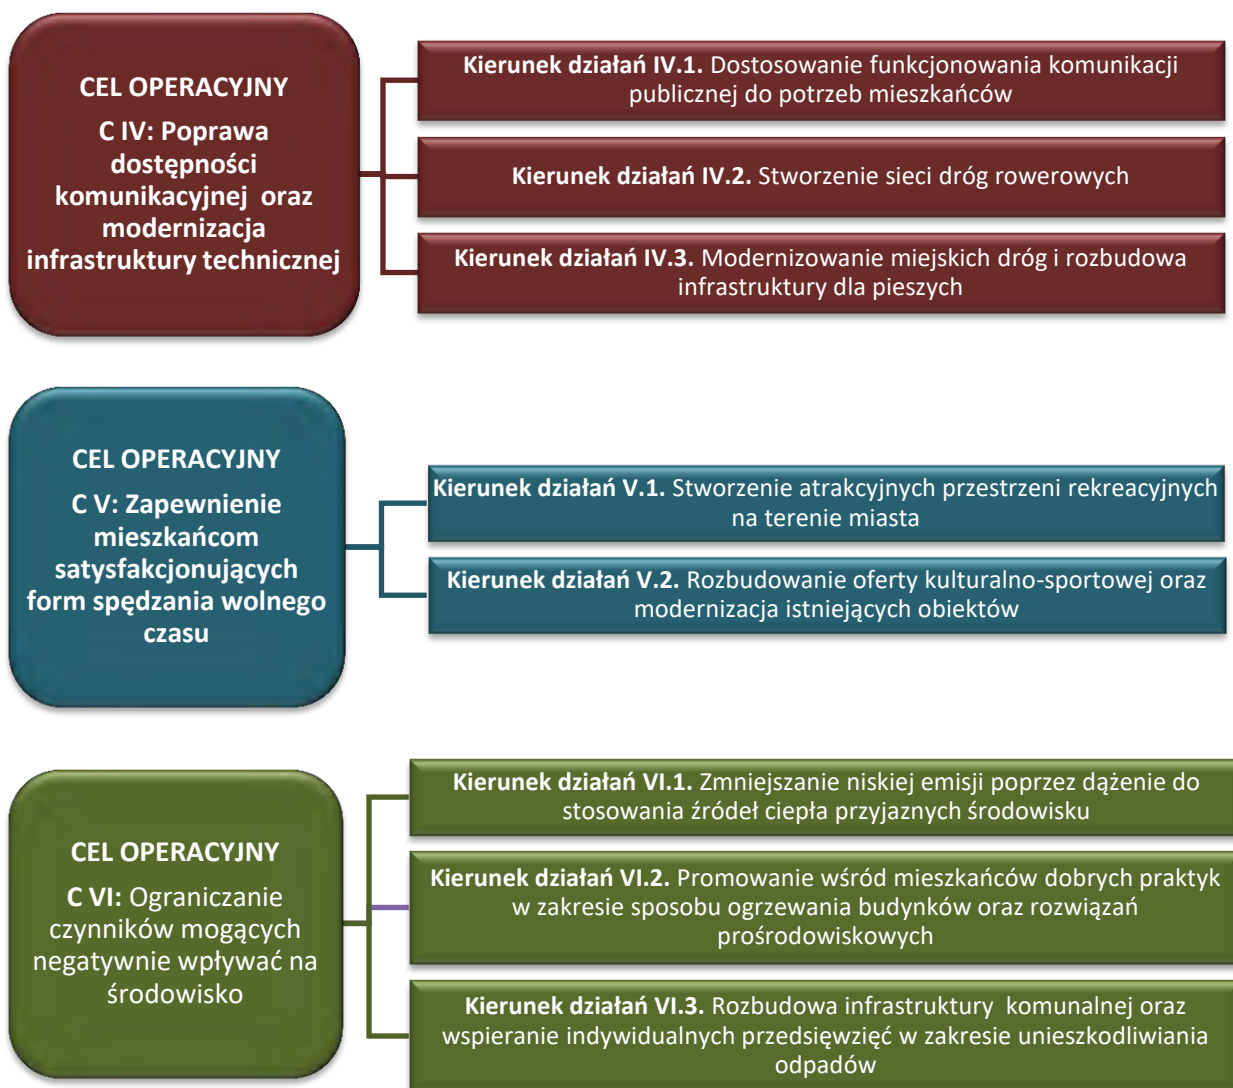 CEL OPERACYJNY
C IV: Poprawa
dostępności
komunikacyjnej oraz
modernizacja
infrastruktury technicznej
Kierunek działań IV.1. Dostosowanie funkcjonowania komunikacji
publicznej do potrzeb mieszkańców
Kierunek działań IV.2. Stworzenie sieci dróg rowerowych
Kierunek działań IV.3. Modernizowanie miejskich dróg i rozbudowa
infrastruktury dla pieszych
CEL OPERACYJNY
C V: Zapewnienie
mieszkańcom
satysfakcjonujących
form spędzania wolnego
czasu
Kierunek działań V.1. Stworzenie atrakcyjnych przestrzeni rekreacyjnych
na terenie miasta
Kierunek działań V.2. Rozbudowanie oferty kulturalno-sportowej oraz
modernizacja istniejących obiektów
CEL OPERACYJNY
C VI: Ograniczanie
czynników mogących
negatywnie wpływać na
środowisko
Kierunek działań VI.1. Zmniejszanie niskiej emisji poprzez dążenie do
stosowania źródeł ciepła przyjaznych środowisku
Kierunek działań VI.2. Promowanie wśród mieszkańców dobrych praktyk
w zakresie sposobu ogrzewania budynków oraz rozwiązań
prośrodowiskowych
Kierunek działań VI.3. Rozbudowa infrastruktury komunalnej oraz
wspieranie indywidualnych przedsięwzięć w zakresie unieszkodliwiania
odpadów